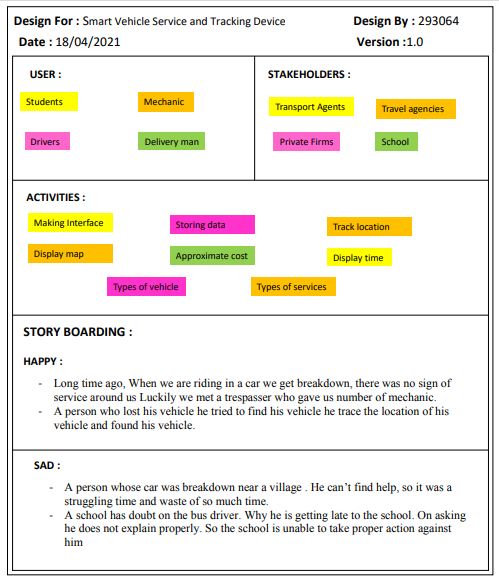 Design For : Smart Vehicle Service and Tracking Device Design By : 293064
Date : 18/04/2021 Version :1.0
USER :
Students Mechanic
Drivers Delivery man
STAKEHOLDERS :
Transport Agents Travel agencies
Private Firms School
ACTIVITIES :
Making Interface Storing data Track location
Display map Approximate cost Display time
Types of vehicle Types of services
STORY BOARDING :
HAPPY :
- Long time ago, When we are riding in a car we get breakdown, there was no sign of
service around us Luckily we met a trespasser who gave us number of mechanic.
- A person who lost his vehicle he tried to find his vehicle he trace the location of his
vehicle and found his vehicle.
SAD :
- A person whose car was breakdown near a village . He can't find help, so it was a
struggling time and waste of so much time.
- A school has doubt on the bus driver. Why he is getting late to the school. On asking
he does not explain properly. So the school is unable to take proper action against
him